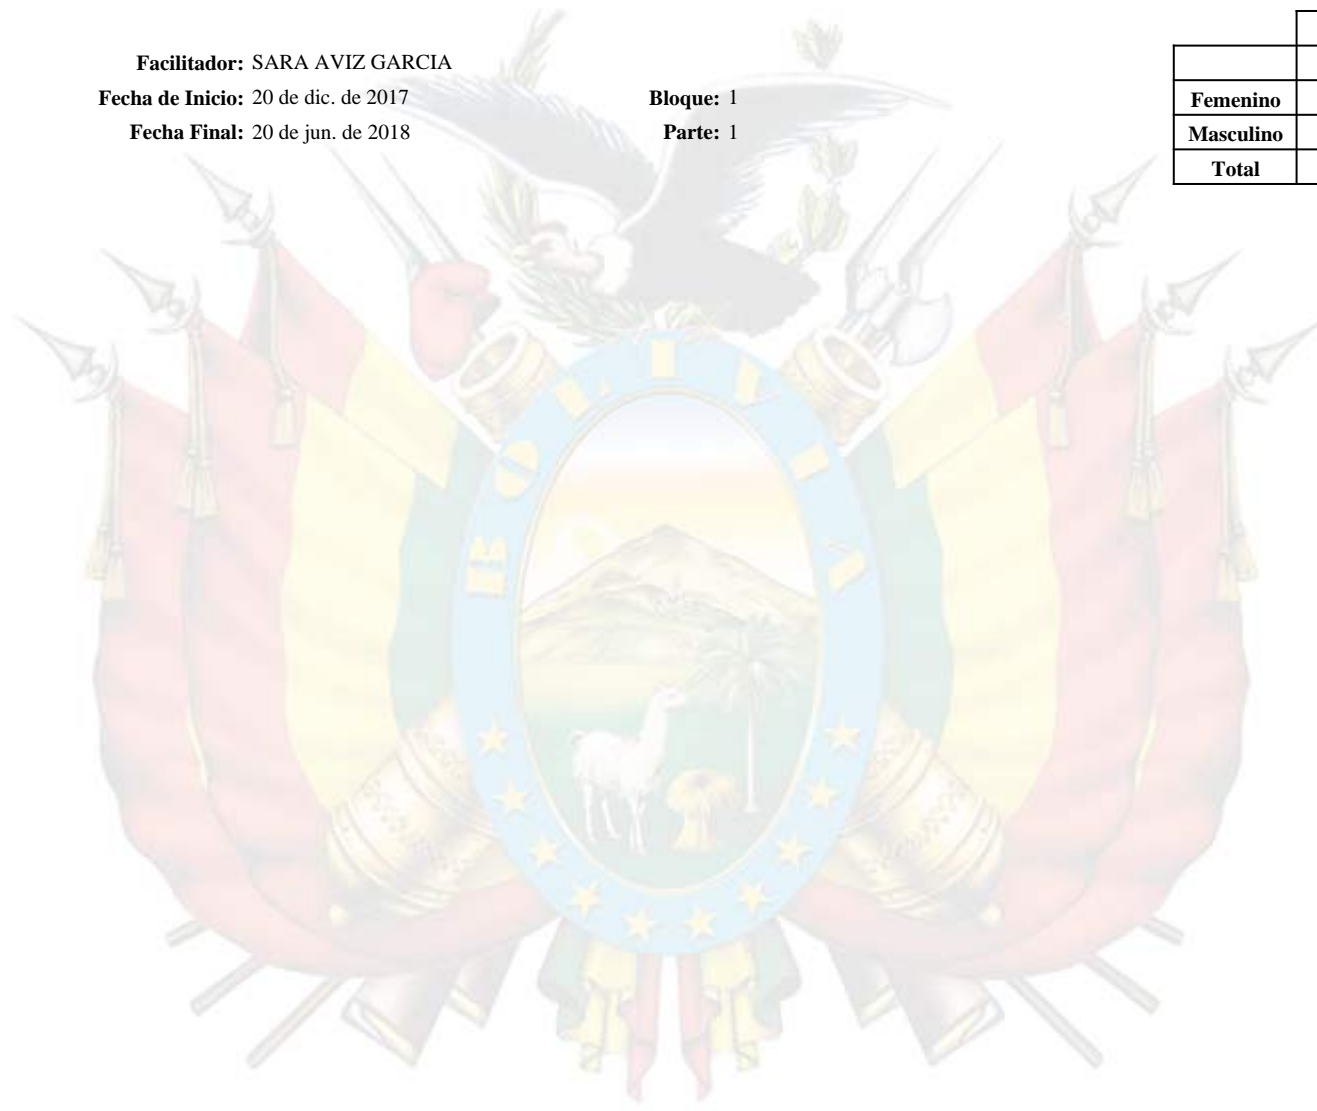 Facilitador: SARA AVIZ GARCIA
Fecha de Inicio: 20 de dic. de 2017 Bloque: 1
Fecha Final: 20 de jun. de 2018 Parte: 1
Femenino
Masculino
Total
BOLIVIA